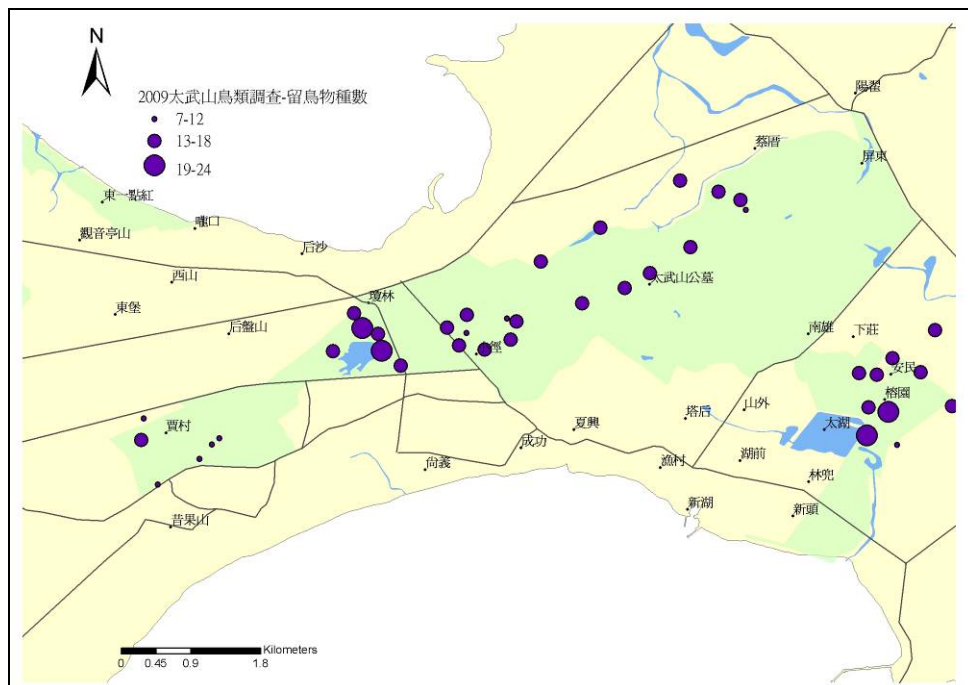 N
2009太武山鳥類調查-留鳥物種數
7-12
13-18
19-24
陽翟
蔡厝
屏東
東一點紅
嚨口
觀音亭山
后沙
西山
太武山公墓
瓊林
東堡
后盤山
南雄
下莊
安民
榕園
山外
塔后
太湖
賈村
夏興
成功
尚義
漁村
湖前
林兜
新湖
新頭
昔果山
Kilometers
0 0.45 0.9 1.8